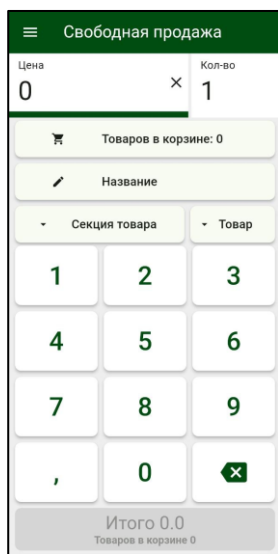 Свободная продажа
Цена Кол-во
0 × 1
Товаров в корзине: 0
Название
Секция товара Товар
1 2 3
4 5 6
7 8 9
, 0
Итого 0.0
Товаров в корзине 0